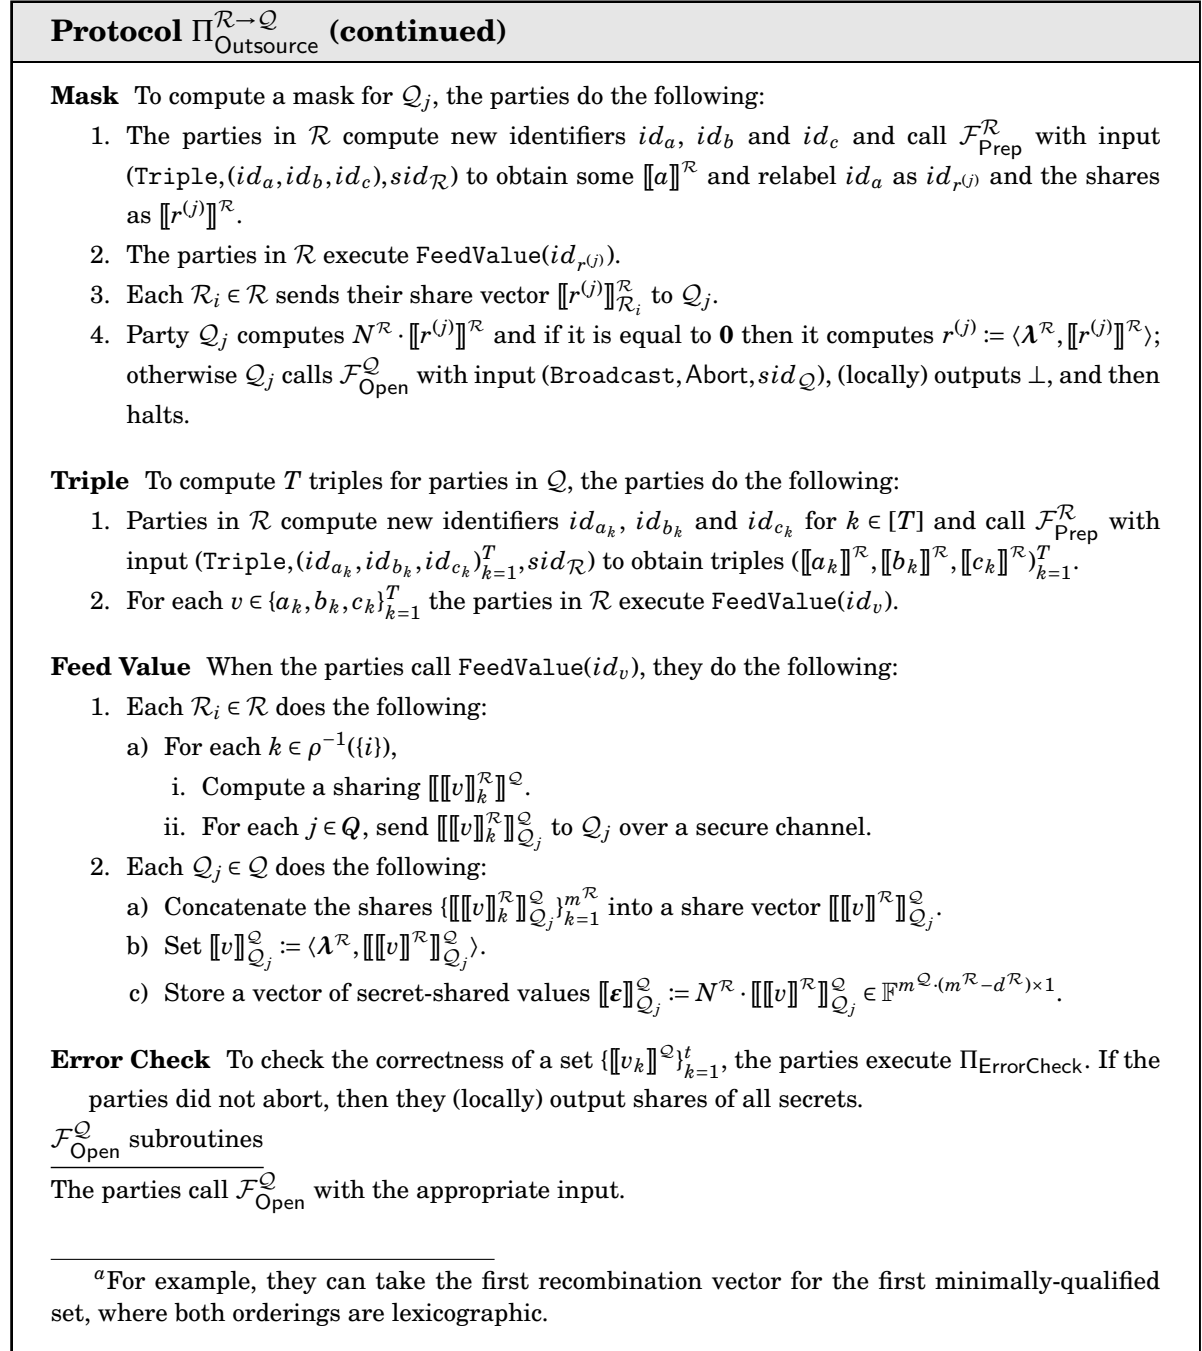 Protocol Π_Outsource^{ℛ→𝒬} (continued)
Mask To compute a mask for 𝒬_j, the parties do the following:
1. The parties in ℛ compute new identifiers id_a, id_b and id_c and call ℱ_Prep^ℛ with input
(Triple,(id_a,id_b,id_c),sid_ℛ) to obtain some ⟦a⟧^ℛ and relabel id_a as id_{r^{(j)}} and the shares
as ⟦r^{(j)}⟧^ℛ.
2. The parties in ℛ execute FeedValue(id_{r^{(j)}}).
3. Each ℛ_i ∈ ℛ sends their share vector ⟦r^{(j)}⟧^ℛ_{ℛ_i} to 𝒬_j.
4. Party 𝒬_j computes N^ℛ · ⟦r^{(j)}⟧^ℛ and if it is equal to 0 then it computes r^{(j)} := ⟨λ^ℛ,⟦r^{(j)}⟧^ℛ⟩;
otherwise 𝒬_j calls ℱ_Open^𝒬 with input (Broadcast,Abort,sid_𝒬), (locally) outputs ⊥, and then
halts.
Triple To compute T triples for parties in 𝒬, the parties do the following:
1. Parties in ℛ compute new identifiers id_{a_k}, id_{b_k} and id_{c_k} for k ∈ [T] and call ℱ_Prep^ℛ with
input (Triple,(id_{a_k},id_{b_k},id_{c_k})_{k=1}^T,sid_ℛ) to obtain triples (⟦a_k⟧^ℛ,⟦b_k⟧^ℛ,⟦c_k⟧^ℛ)_{k=1}^T.
2. For each v ∈ {a_k,b_k,c_k}_{k=1}^T the parties in ℛ execute FeedValue(id_v).
Feed Value When the parties call FeedValue(id_v), they do the following:
1. Each ℛ_i ∈ ℛ does the following:
a) For each k ∈ ρ^{-1}({i}),
i. Compute a sharing ⟦⟦v⟧_k^ℛ⟧^𝒬.
ii. For each j ∈ Q, send ⟦⟦v⟧_k^ℛ⟧^𝒬_{𝒬_j} to 𝒬_j over a secure channel.
2. Each 𝒬_j ∈ 𝒬 does the following:
a) Concatenate the shares {⟦⟦v⟧_k^ℛ⟧^𝒬_{𝒬_j}}_{k=1}^{m^ℛ} into a share vector ⟦⟦v⟧^ℛ⟧^𝒬_{𝒬_j}.
b) Set ⟦v⟧^𝒬_{𝒬_j} := ⟨λ^ℛ,⟦⟦v⟧^ℛ⟧^𝒬_{𝒬_j}⟩.
c) Store a vector of secret-shared values ⟦ε⟧^𝒬_{𝒬_j} := N^ℛ · ⟦⟦v⟧^ℛ⟧^𝒬_{𝒬_j} ∈ 𝔽^{m^𝒬·(m^ℛ−d^ℛ)×1}.
Error Check To check the correctness of a set {⟦v_k⟧^𝒬}_{k=1}^t, the parties execute Π_ErrorCheck. If the
parties did not abort, then they (locally) output shares of all secrets.
ℱ_Open^𝒬 subroutines
The parties call ℱ_Open^𝒬 with the appropriate input.
^a For example, they can take the first recombination vector for the first minimally-qualified
set, where both orderings are lexicographic.